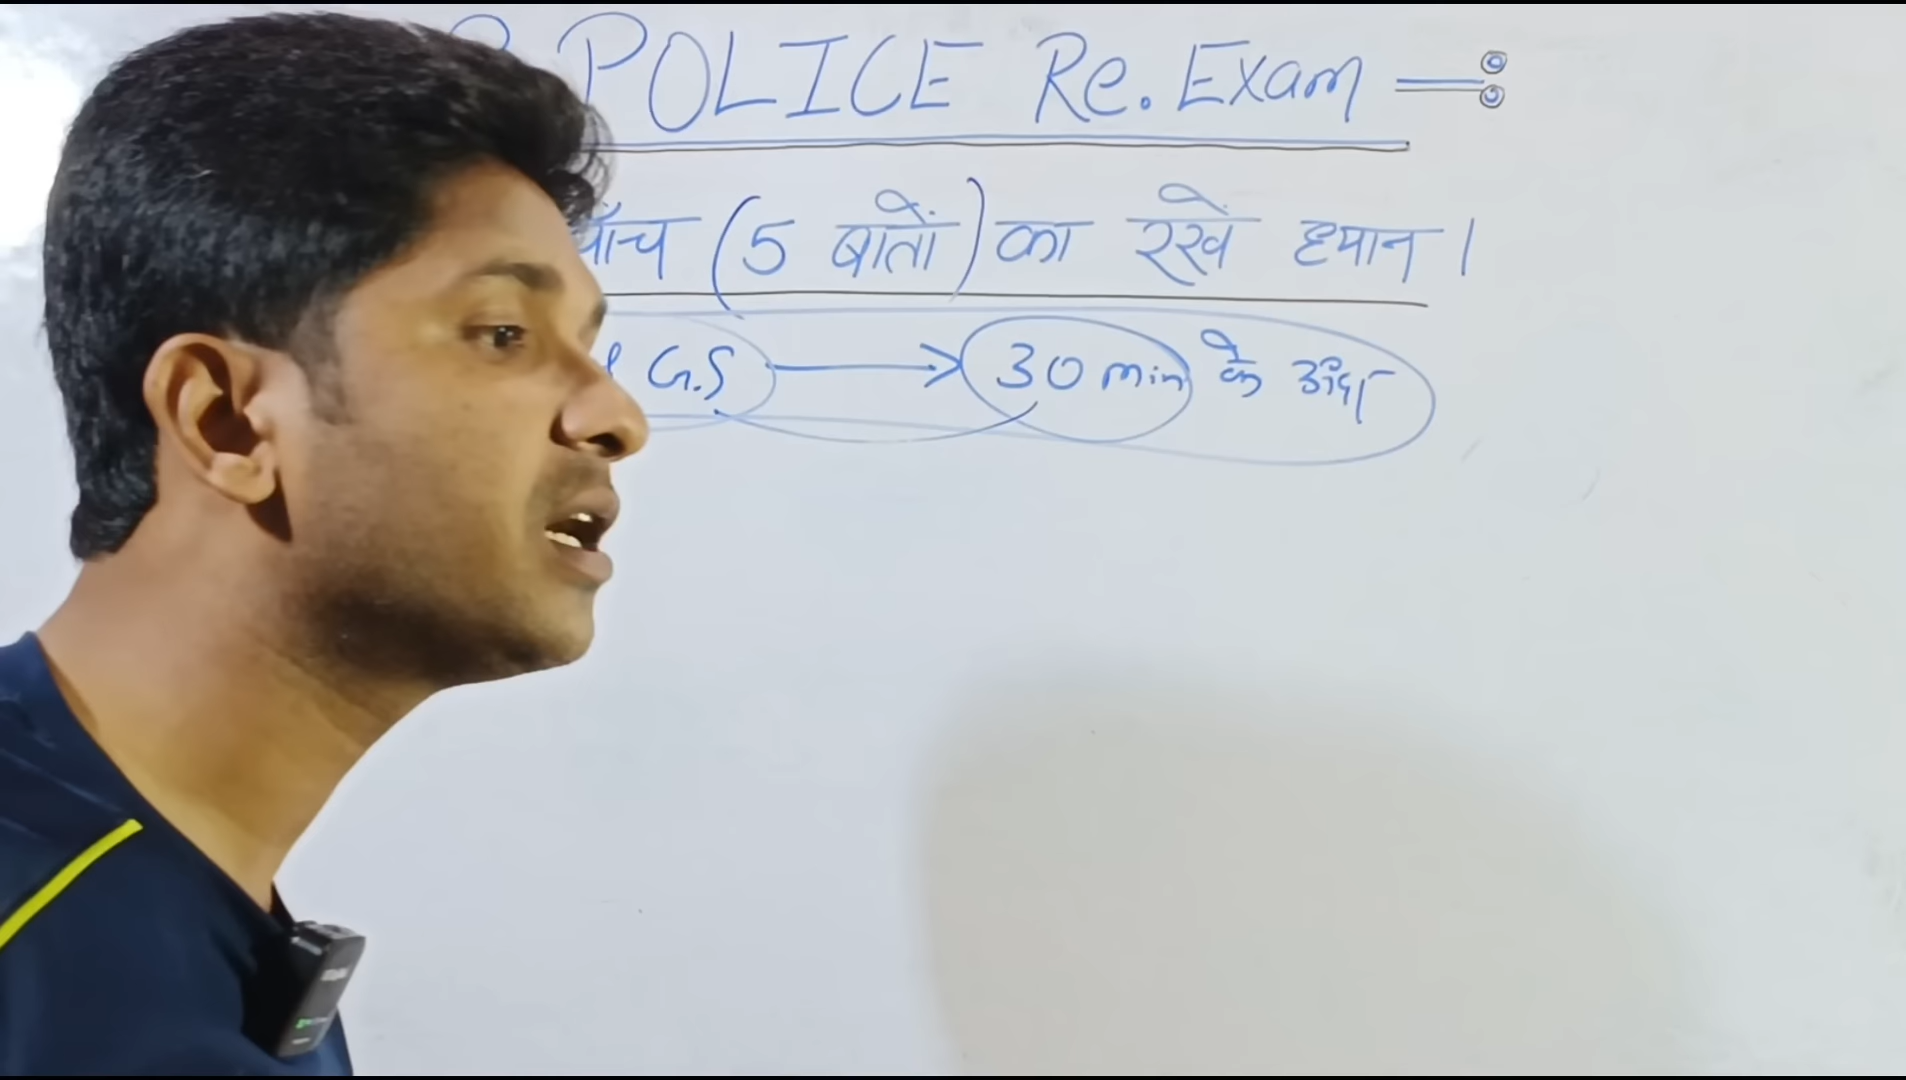 POLICE Re. Exam
पाँच (5 बातों) का रखें ध्यान।
G.S → 30 min के अंदर